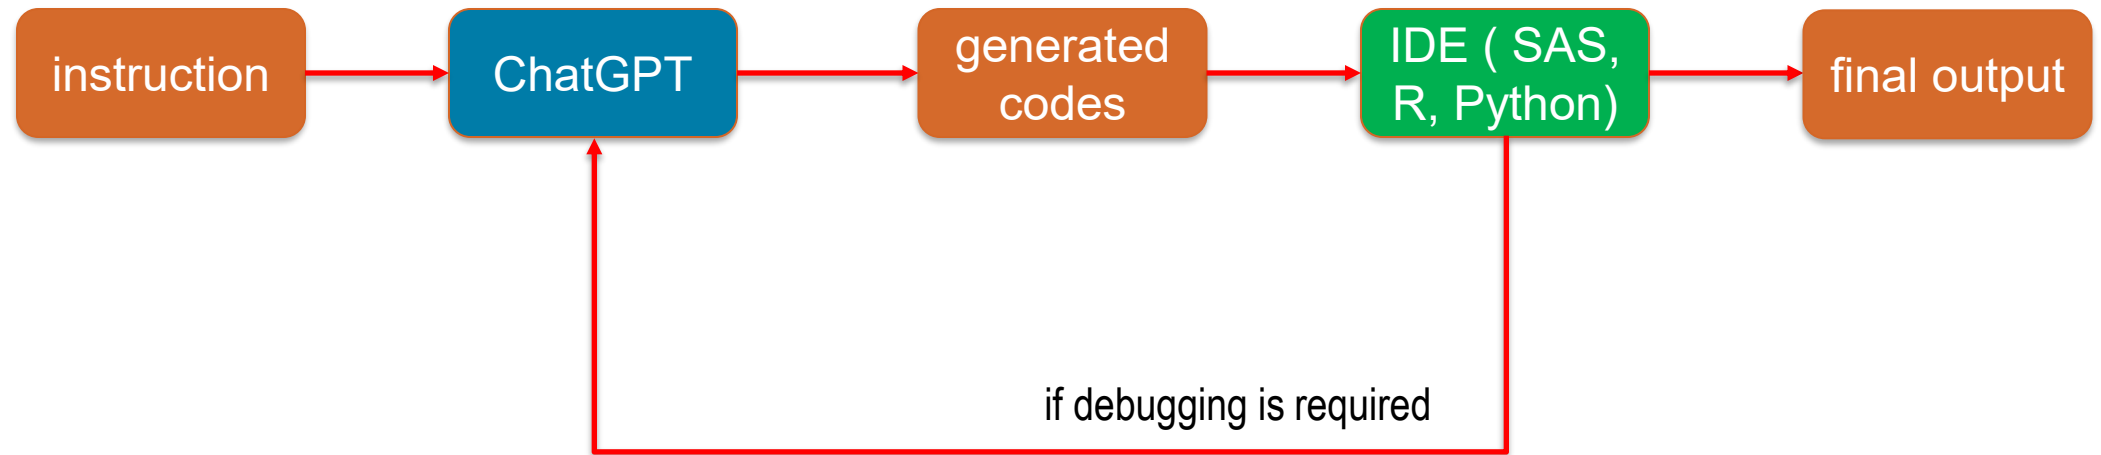 instruction
ChatGPT
generated
codes
IDE ( SAS,
R, Python)
final output
if debugging is required